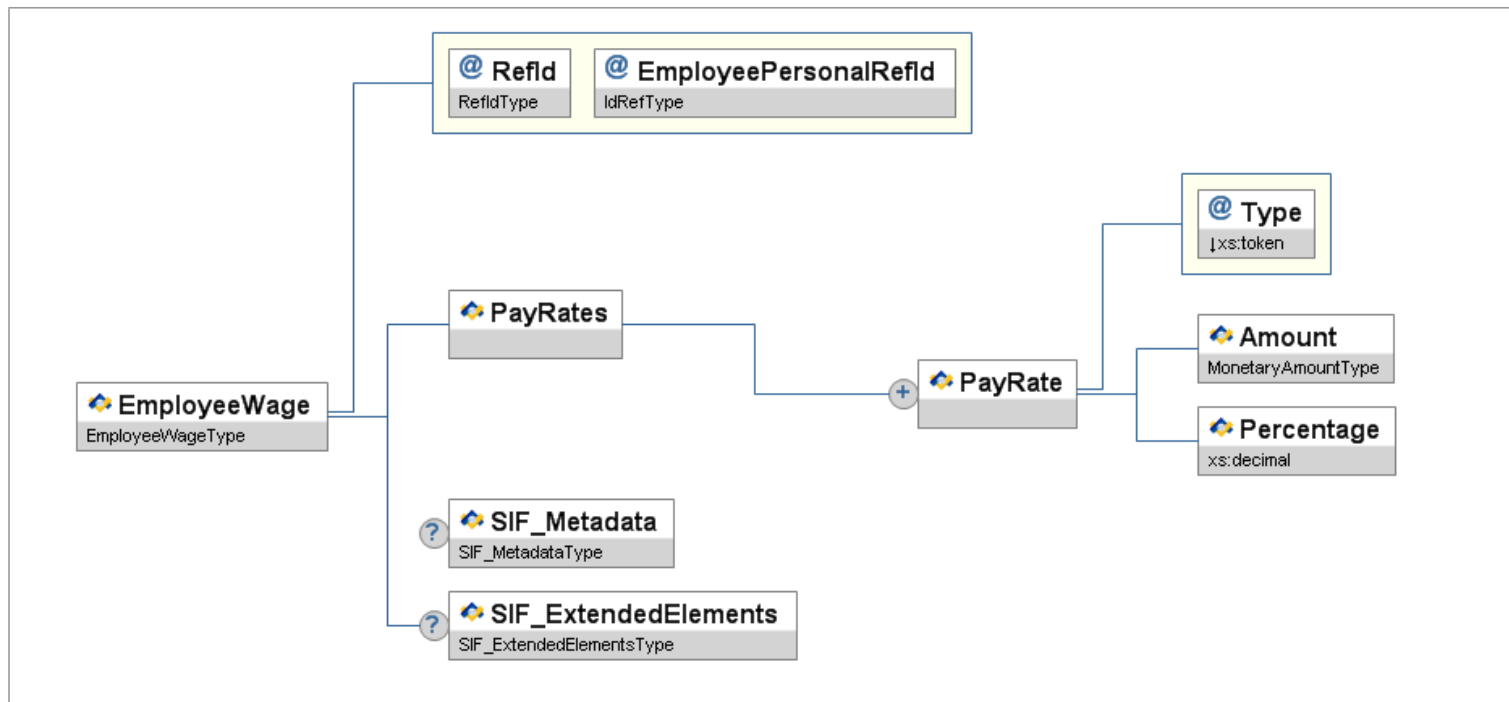 @ RefId
RefIdType
@ EmployeePersonalRefId
IdRefType
@ Type
↓xs:token
PayRates
Amount
MonetaryAmountType
+ PayRate
EmployeeWage
EmployeeWageType
Percentage
xs:decimal
? SIF_Metadata
SIF_MetadataType
? SIF_ExtendedElements
SIF_ExtendedElementsType